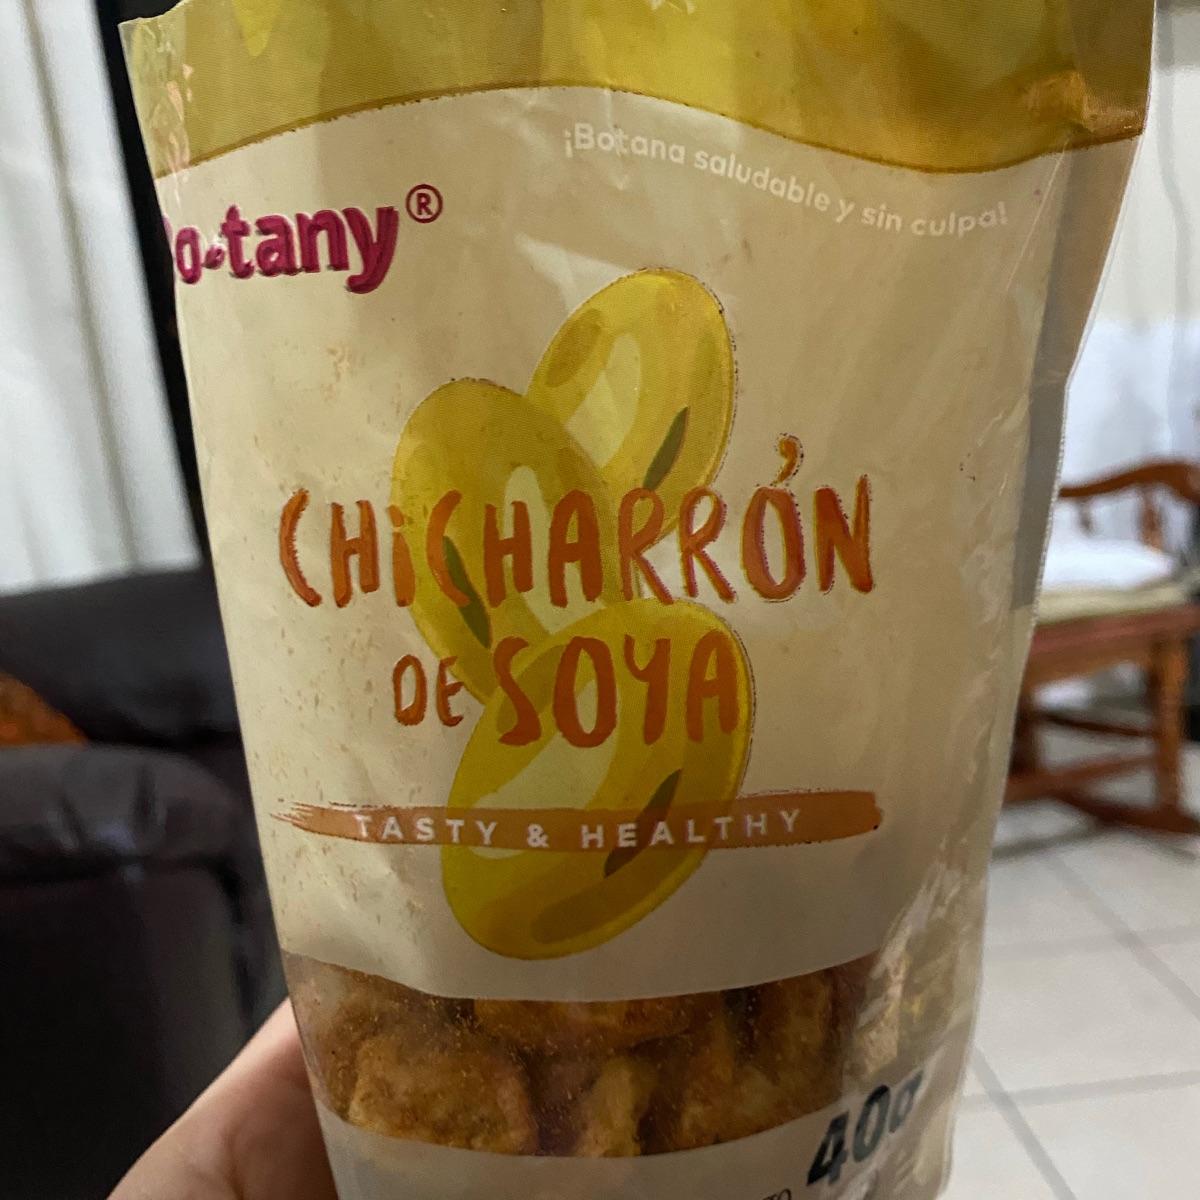 ¡Botana saludable y sin culpa!
o·tany®
CHiCHARRÓN
DE SOYA
TASTY & HEALTHY
40g